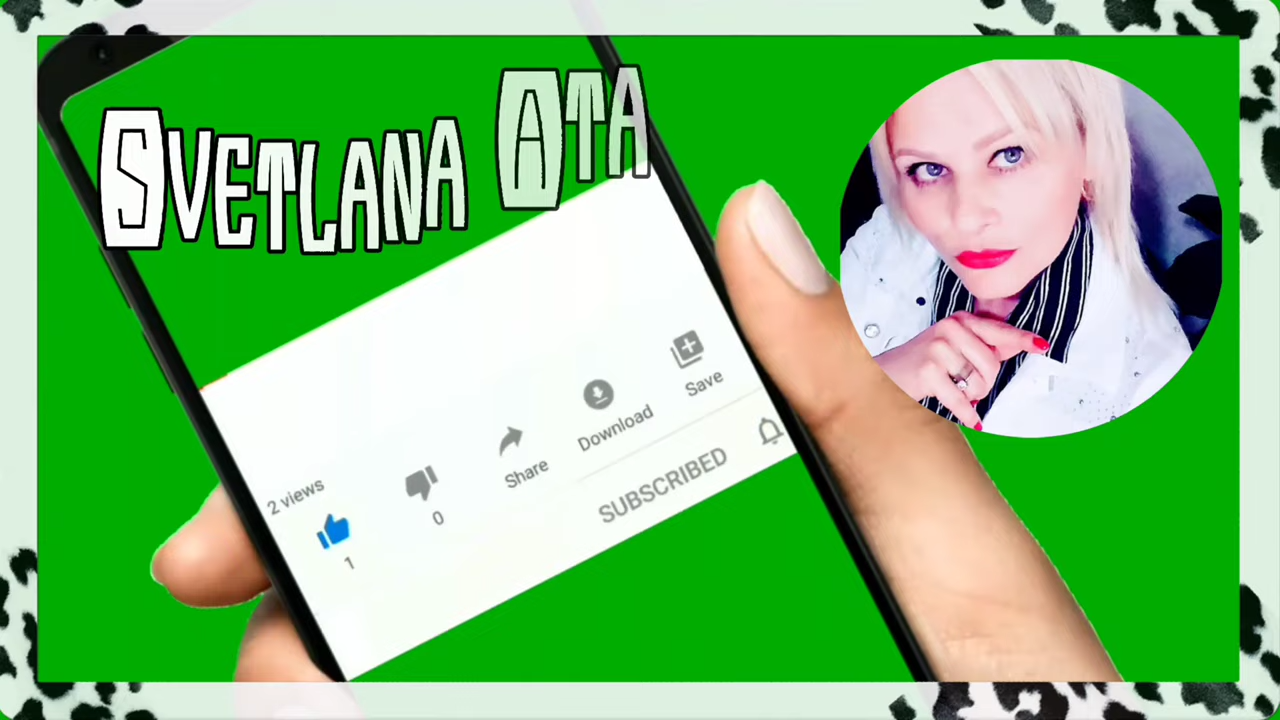 Svetlana Ata
2 views
1
0
Share
Download
Save
SUBSCRIBED